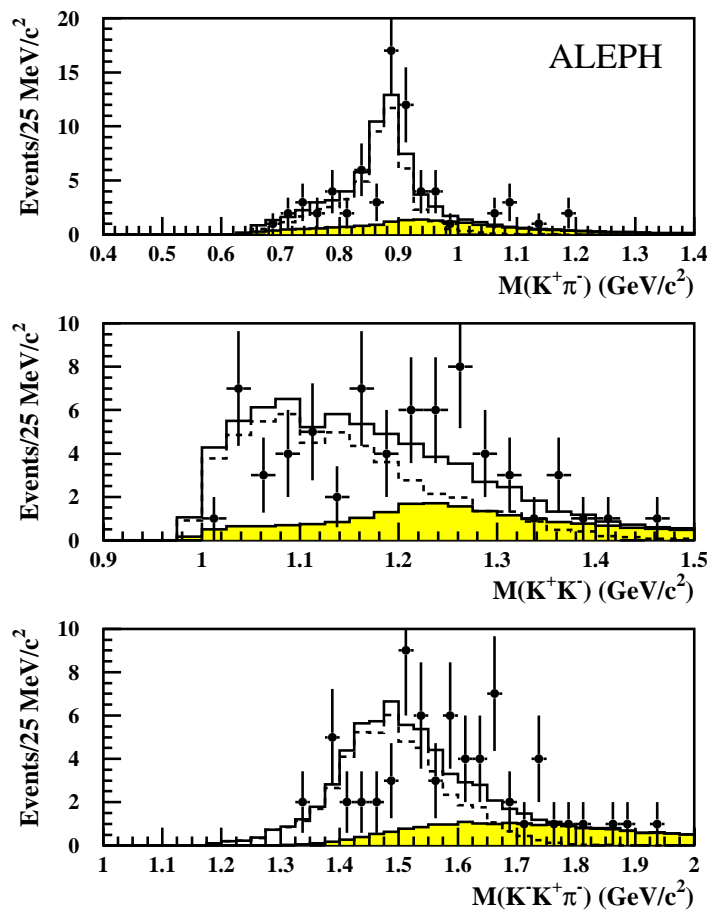 ALEPH
Events/25 MeV/c²
20
15
10
5
0
0.4 0.5 0.6 0.7 0.8 0.9 1 1.1 1.2 1.3 1.4
M(K⁺π⁻) (GeV/c²)
Events/25 MeV/c²
10
8
6
4
2
0
0.9 1 1.1 1.2 1.3 1.4 1.5
M(K⁺K⁻) (GeV/c²)
Events/25 MeV/c²
10
8
6
4
2
0
1 1.1 1.2 1.3 1.4 1.5 1.6 1.7 1.8 1.9 2
M(K⁻K⁺π⁻) (GeV/c²)